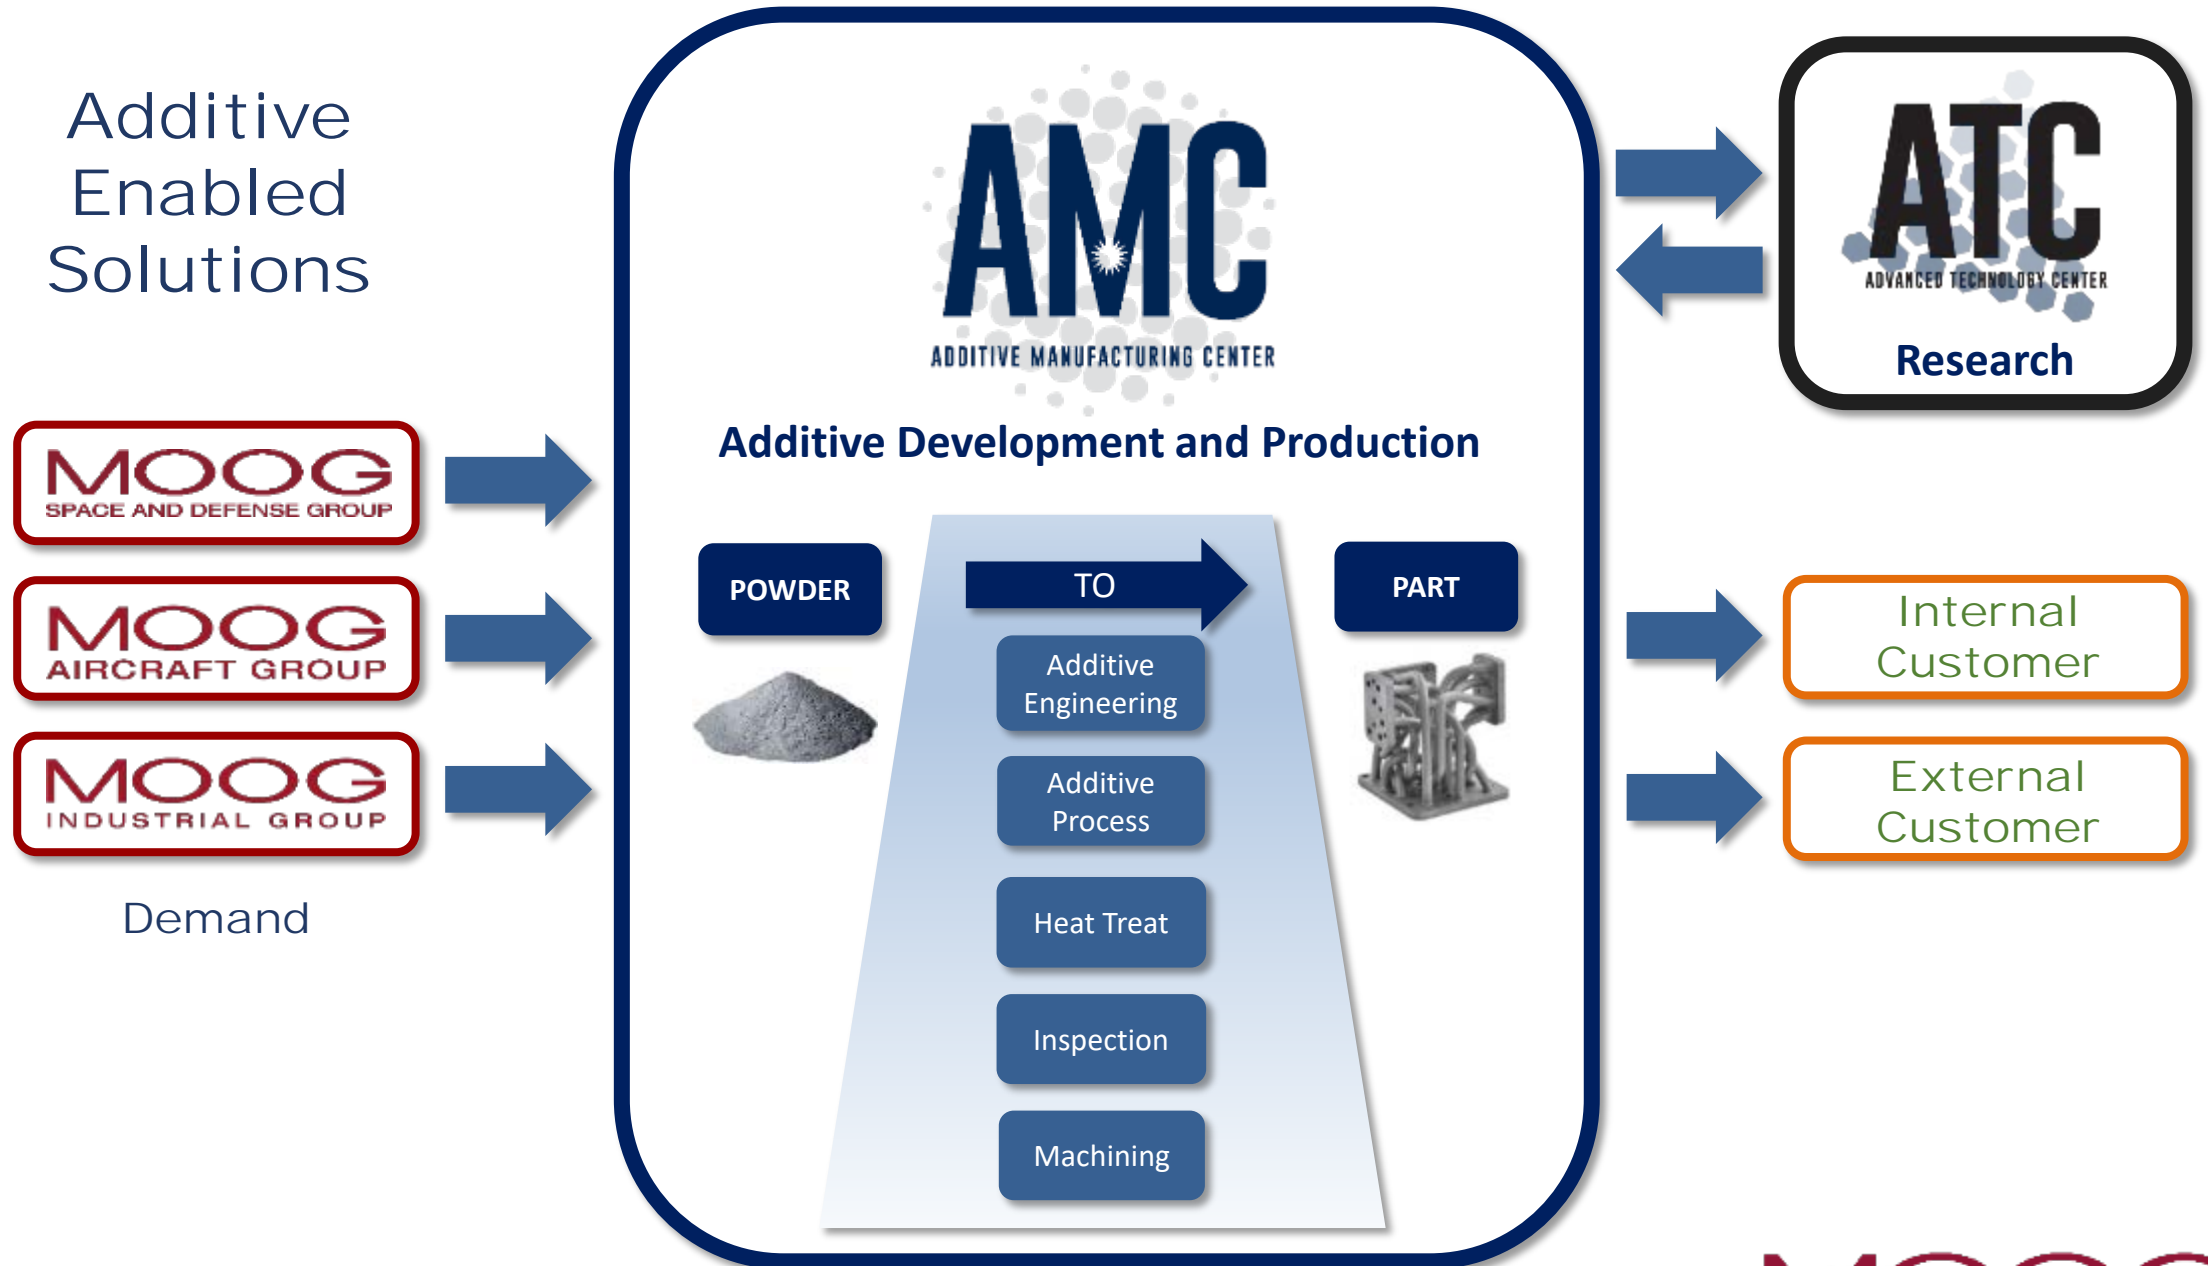 Additive
Enabled
Solutions
MOOG
SPACE AND DEFENSE GROUP
MOOG
AIRCRAFT GROUP
MOOG
INDUSTRIAL GROUP
Demand
AMC
ADDITIVE MANUFACTURING CENTER
Additive Development and Production
POWDER
TO
PART
Additive
Engineering
Additive
Process
Heat Treat
Inspection
Machining
ATC
ADVANCED TECHNOLOGY CENTER
Research
Internal
Customer
External
Customer
MOOG